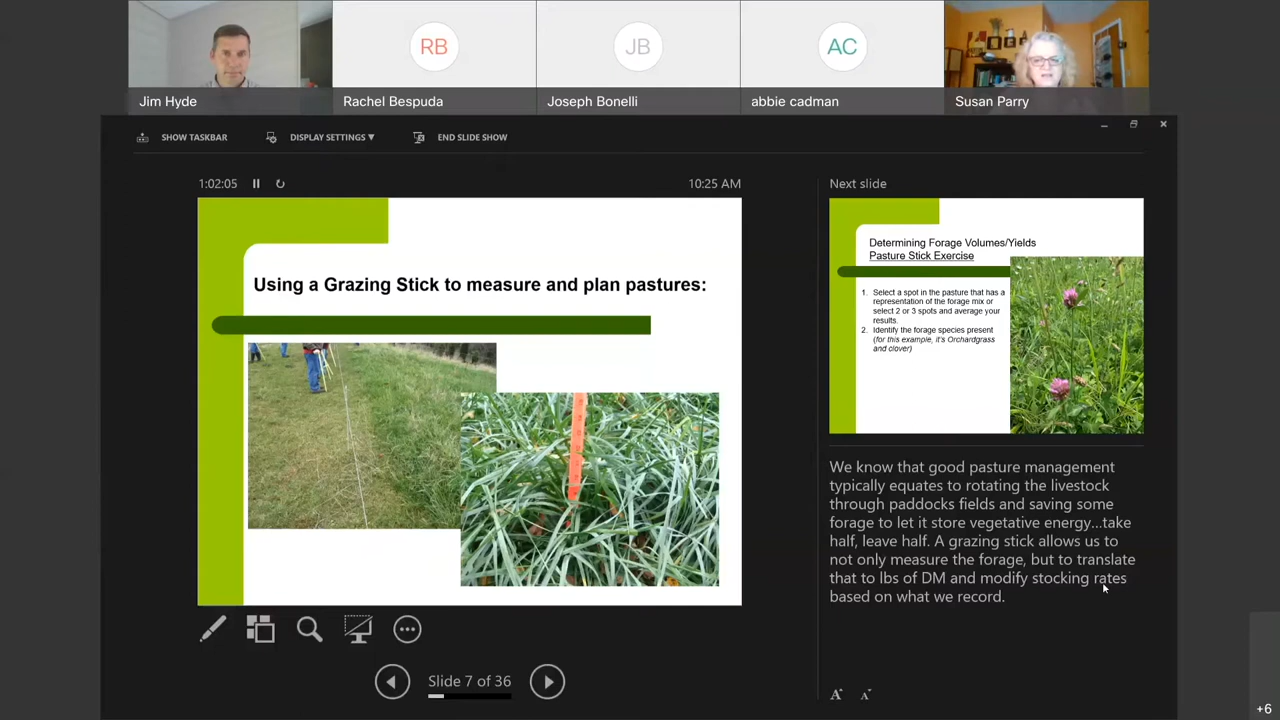 RB
JB
AC
Jim Hyde
Rachel Bespuda
Joseph Bonelli
abbie cadman
Susan Parry
SHOW TASKBAR
DISPLAY SETTINGS ▼
END SLIDE SHOW
1:02:05
10:25 AM
Using a Grazing Stick to measure and plan pastures:
Slide 7 of 36
Next slide
Determining Forage Volumes/Yields
Pasture Stick Exercise
1. Select a spot in the pasture that has a
representation of the forage mix or
select 2 or 3 spots and average your
results.
2. Identify the forage species present
(for this example, it's Orchardgrass
and clover)
We know that good pasture management
typically equates to rotating the livestock
through paddocks fields and saving some
forage to let it store vegetative energy…take
half, leave half. A grazing stick allows us to
not only measure the forage, but to translate
that to lbs of DM and modify stocking rates
based on what we record.
A A
+6